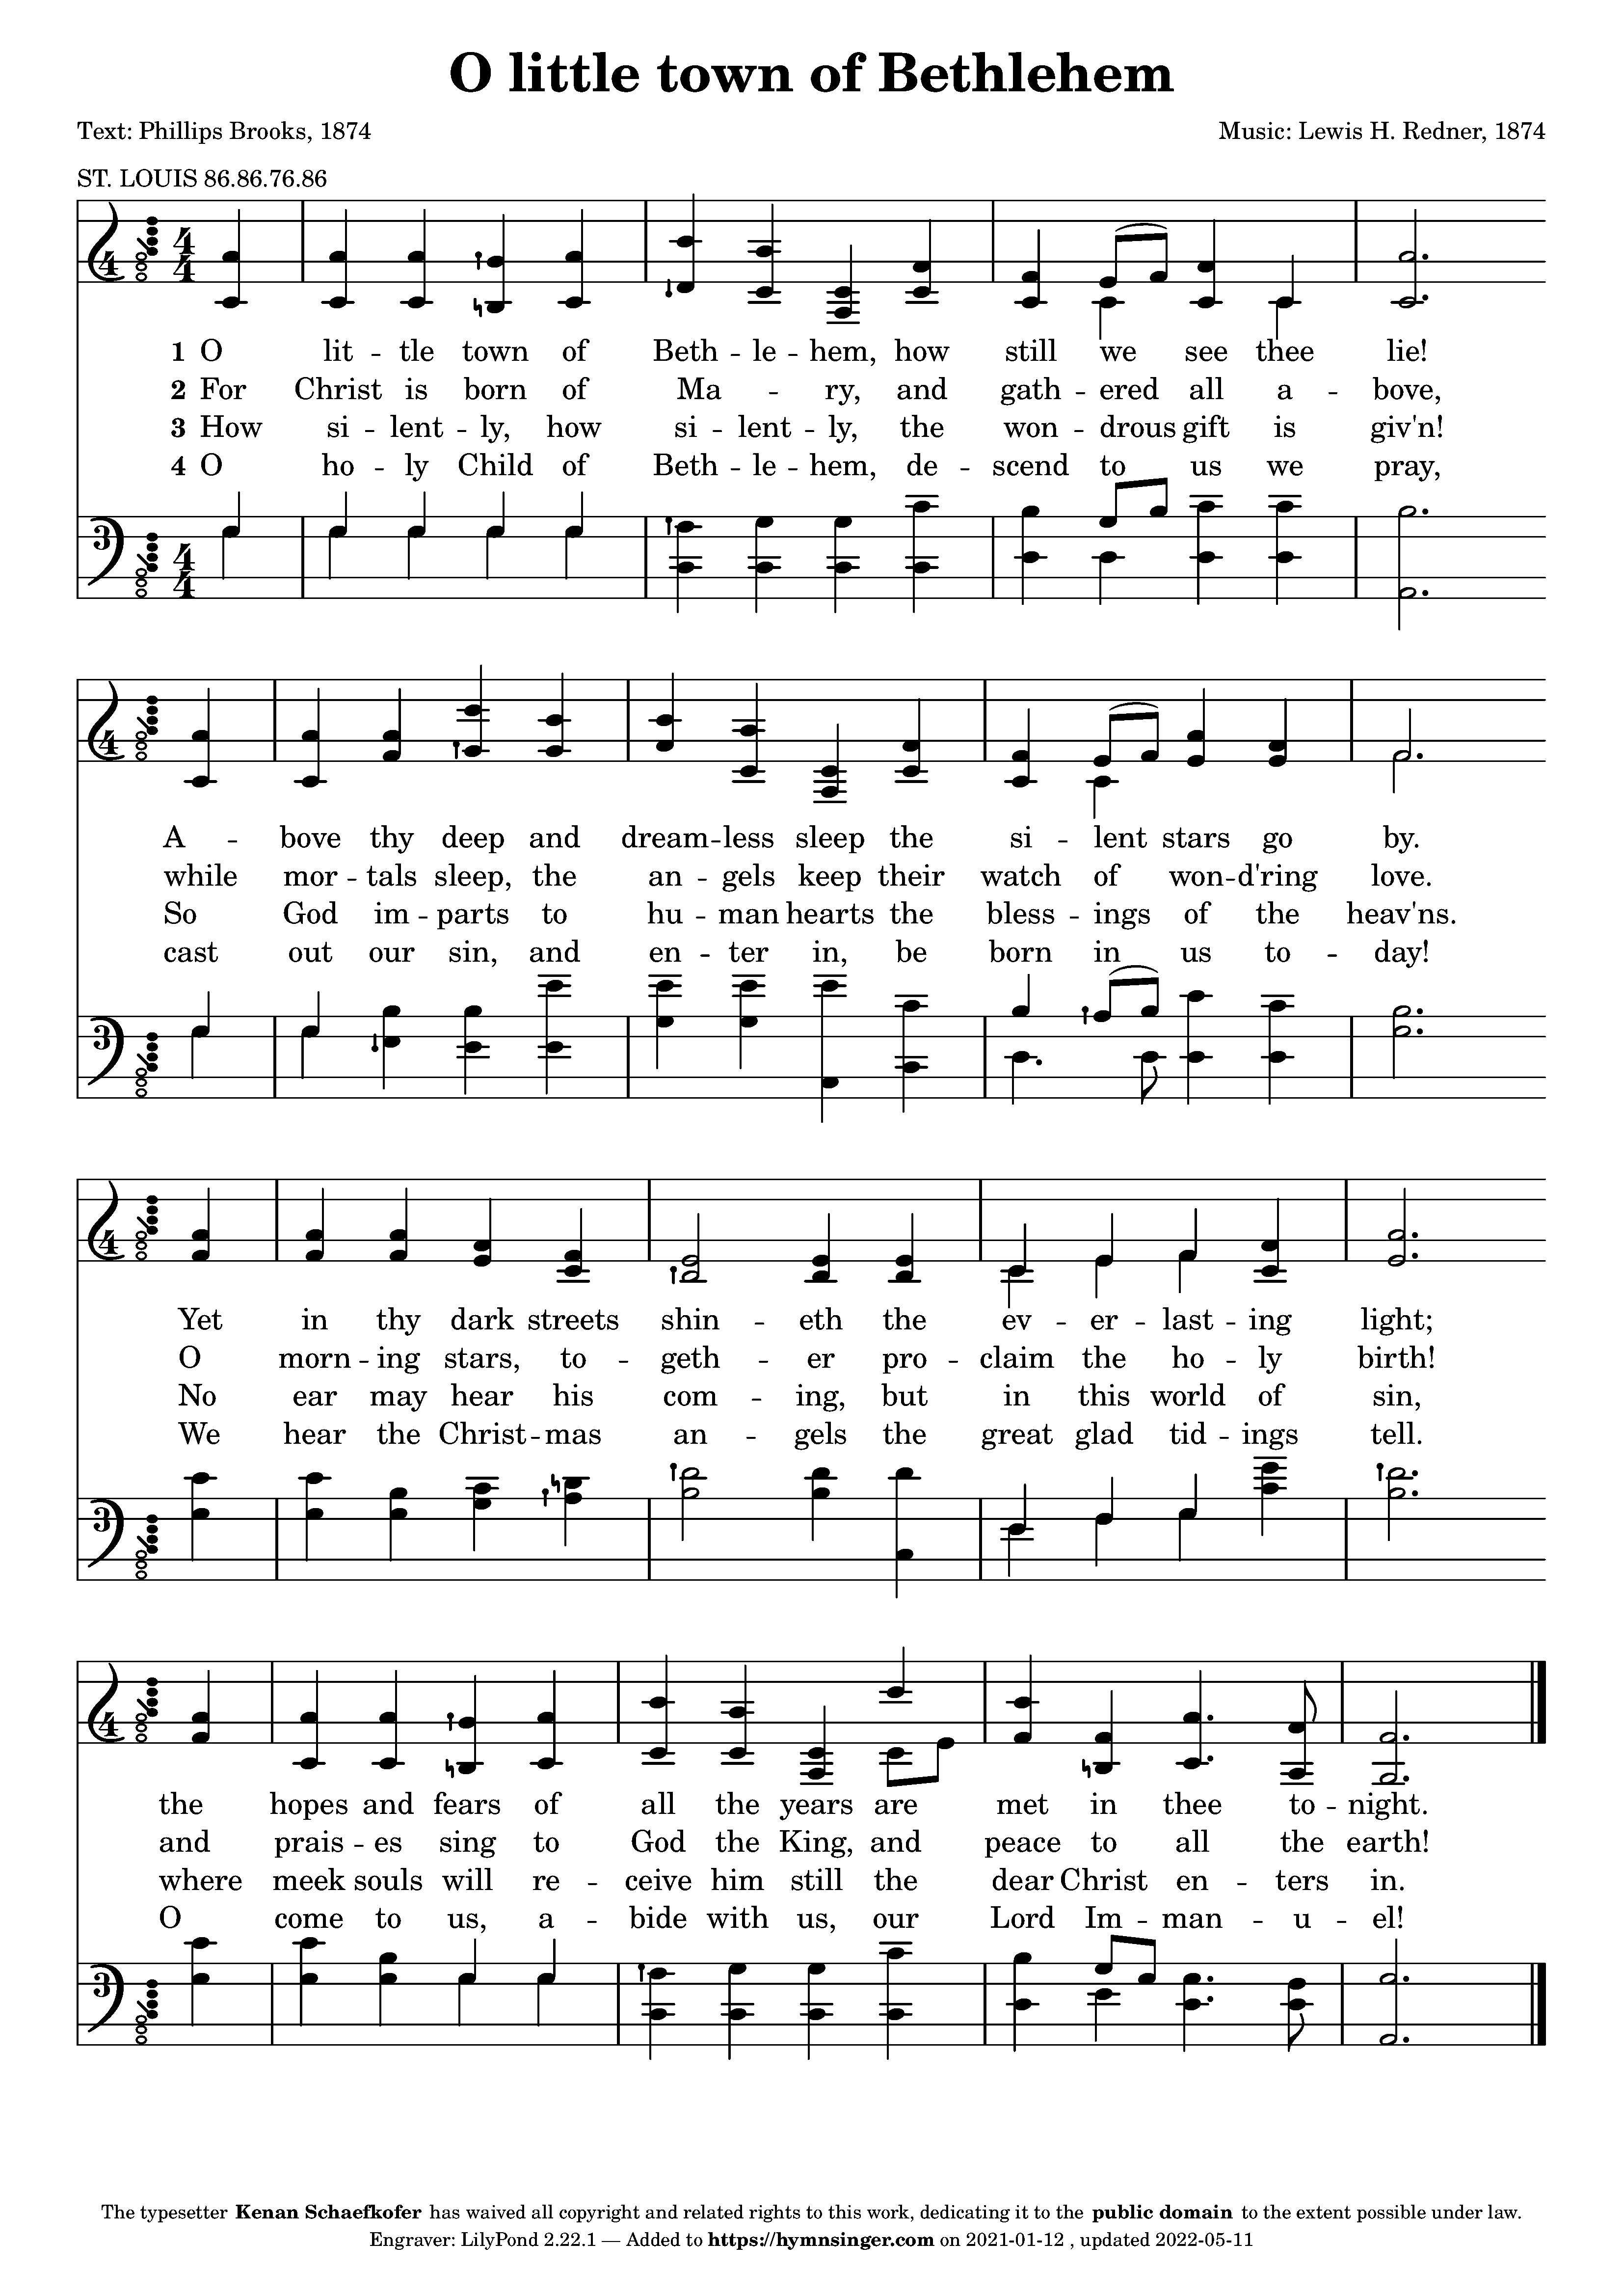 O little town of Bethlehem
Text: Phillips Brooks, 1874
Music: Lewis H. Redner, 1874
ST. LOUIS 86.86.76.86
1 O lit -- tle town of Beth -- le -- hem, how still we see thee lie!
2 For Christ is born of Ma -- ry, and gath -- ered all a -- bove,
3 How si -- lent -- ly, how si -- lent -- ly, the won -- drous gift is giv'n!
4 O ho -- ly Child of Beth -- le -- hem, de -- scend to us we pray,
A -- bove thy deep and dream -- less sleep the si -- lent stars go by.
while mor -- tals sleep, the an -- gels keep their watch of won -- d'ring love.
So God im -- parts to hu -- man hearts the bless -- ings of the heav'ns.
cast out our sin, and en -- ter in, be born in us to -- day!
Yet in thy dark streets shin -- eth the ev -- er -- last -- ing light;
O morn -- ing stars, to -- geth -- er pro -- claim the ho -- ly birth!
No ear may hear his com -- ing, but in this world of sin,
We hear the Christ -- mas an -- gels the great glad tid -- ings tell.
the hopes and fears of all the years are met in thee to -- night.
and prais -- es sing to God the King, and peace to all the earth!
where meek souls will re -- ceive him still the dear Christ en -- ters in.
O come to us, a -- bide with us, our Lord Im -- man -- u -- el!
The typesetter Kenan Schaefkofer has waived all copyright and related rights to this work, dedicating it to the public domain to the extent possible under law.
Engraver: LilyPond 2.22.1 — Added to https://hymnsinger.com on 2021-01-12 , updated 2022-05-11